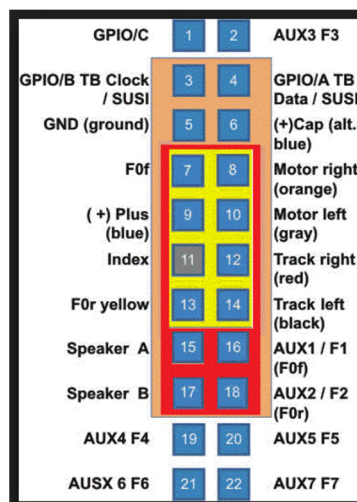 GPIO/C 1 2 AUX3 F3
GPIO/B TB Clock 3 4 GPIO/A TB
/ SUSI Data / SUSI
GND (ground) 5 6 (+)Cap (alt.
blue)
F0f 7 8 Motor right
(orange)
( +) Plus 9 10 Motor left
(blue) (gray)
Index 11 12 Track right
(red)
F0r yellow 13 14 Track left
(black)
Speaker A 15 16 AUX1 / F1
(F0f)
Speaker B 17 18 AUX2 / F2
(F0r)
AUX4 F4 19 20 AUX5 F5
AUSX 6 F6 21 22 AUX7 F7